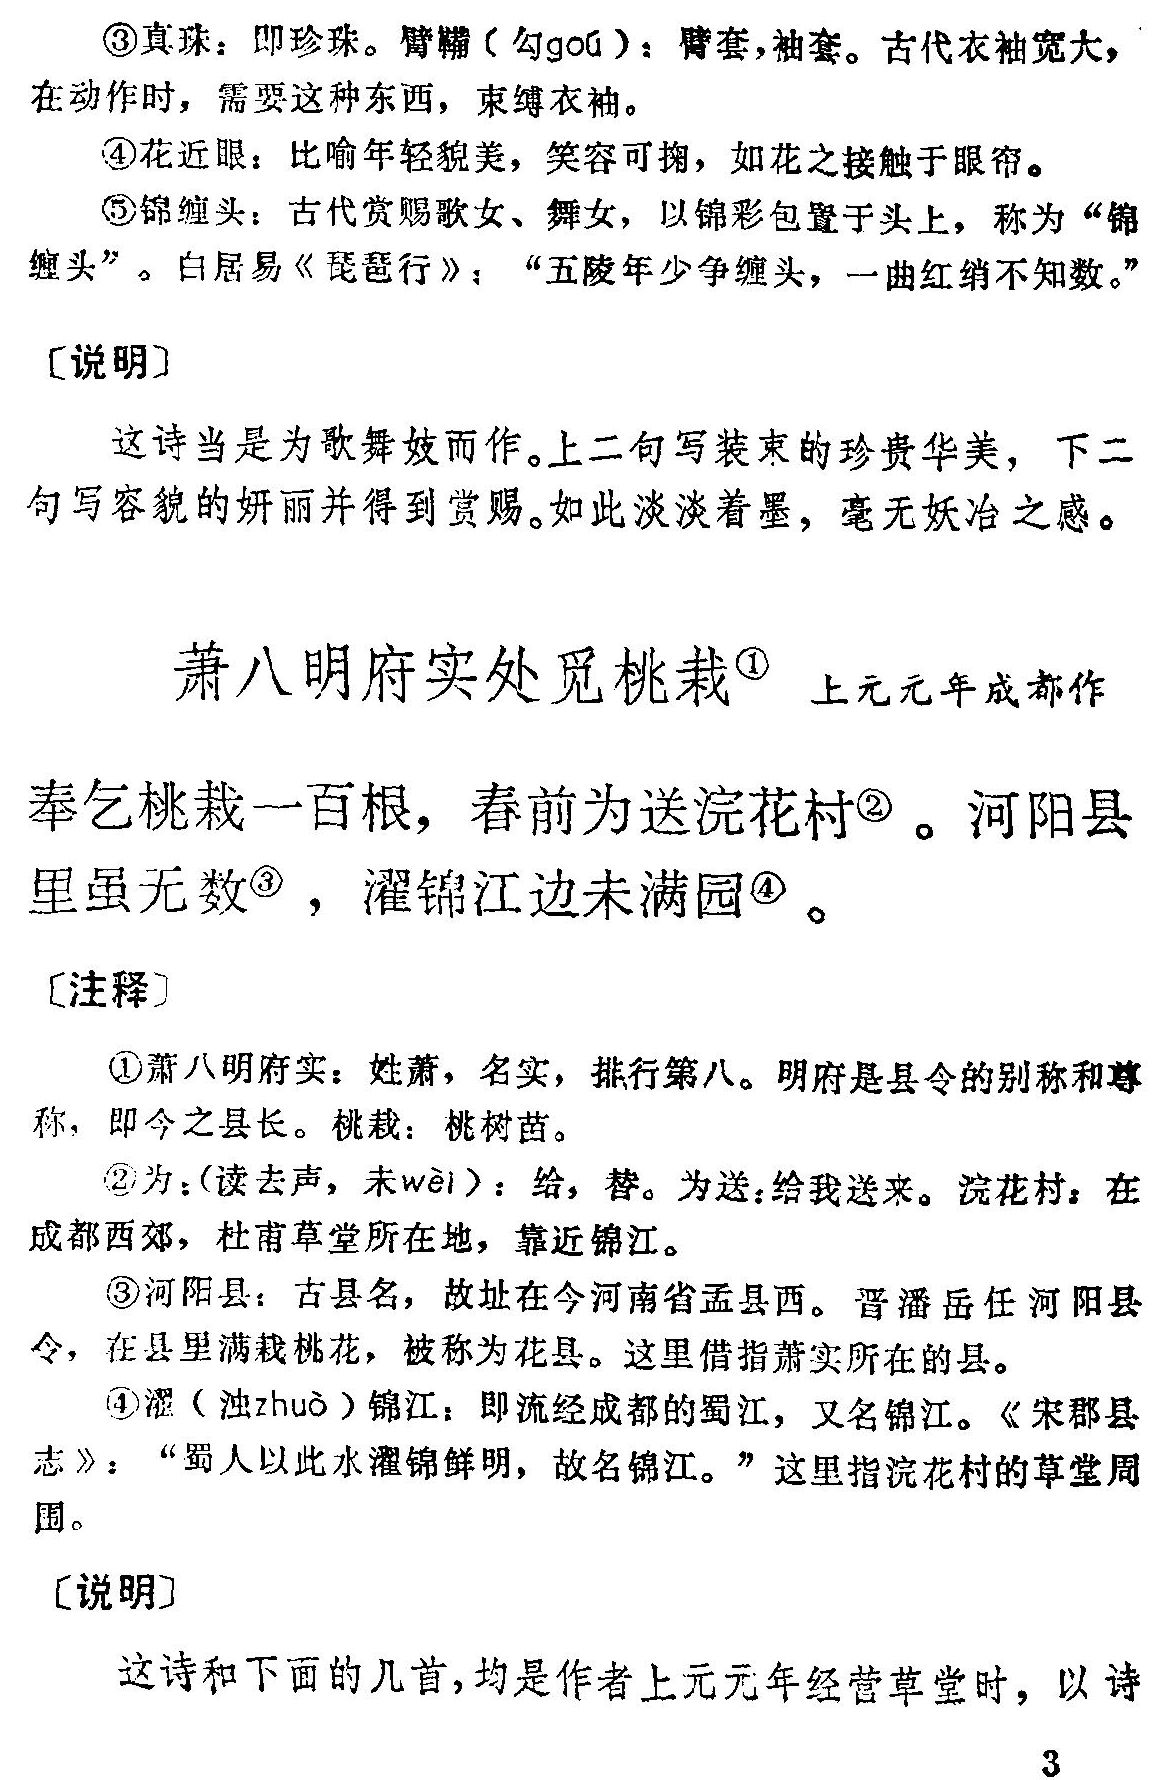 ③真珠：即珍珠。臂鞲（勾goū）：臂套，袖套。古代衣袖宽大，
在动作时，需要这种东西，束缚衣袖。
④花近眼：比喻年轻貌美，笑容可掬，如花之接触于眼帘。
⑤锦缠头：古代赏赐歌女、舞女，以锦彩包置于头上，称为“锦
缠头”。白居易《琵琶行》：“五陵年少争缠头，一曲红绡不知数。”
〔说明〕
这诗当是为歌舞妓而作。上二句写装束的珍贵华美，下二
句写容貌的妍丽并得到赏赐。如此淡淡着墨，毫无妖冶之感。
萧八明府实处觅桃栽① 上元元年成都作
奉乞桃栽一百根，春前为送浣花村②。河阳县
里虽无数③，濯锦江边未满园④。
〔注释〕
①萧八明府实：姓萧，名实，排行第八。明府是县令的别称和尊
称，即今之县长。桃栽：桃树苗。
②为：（读去声，未wèi）：给，替。为送：给我送来。浣花村：在
成都西郊，杜甫草堂所在地，靠近锦江。
③河阳县：古县名，故址在今河南省孟县西。晋潘岳任河阳县
令，在县里满栽桃花，被称为花县。这里借指萧实所在的县。
④濯（浊zhuò）锦江：即流经成都的蜀江，又名锦江。《宋郡县
志》：“蜀人以此水濯锦鲜明，故名锦江。”这里指浣花村的草堂周
围。
〔说明〕
这诗和下面的几首，均是作者上元元年经营草堂时，以诗
3